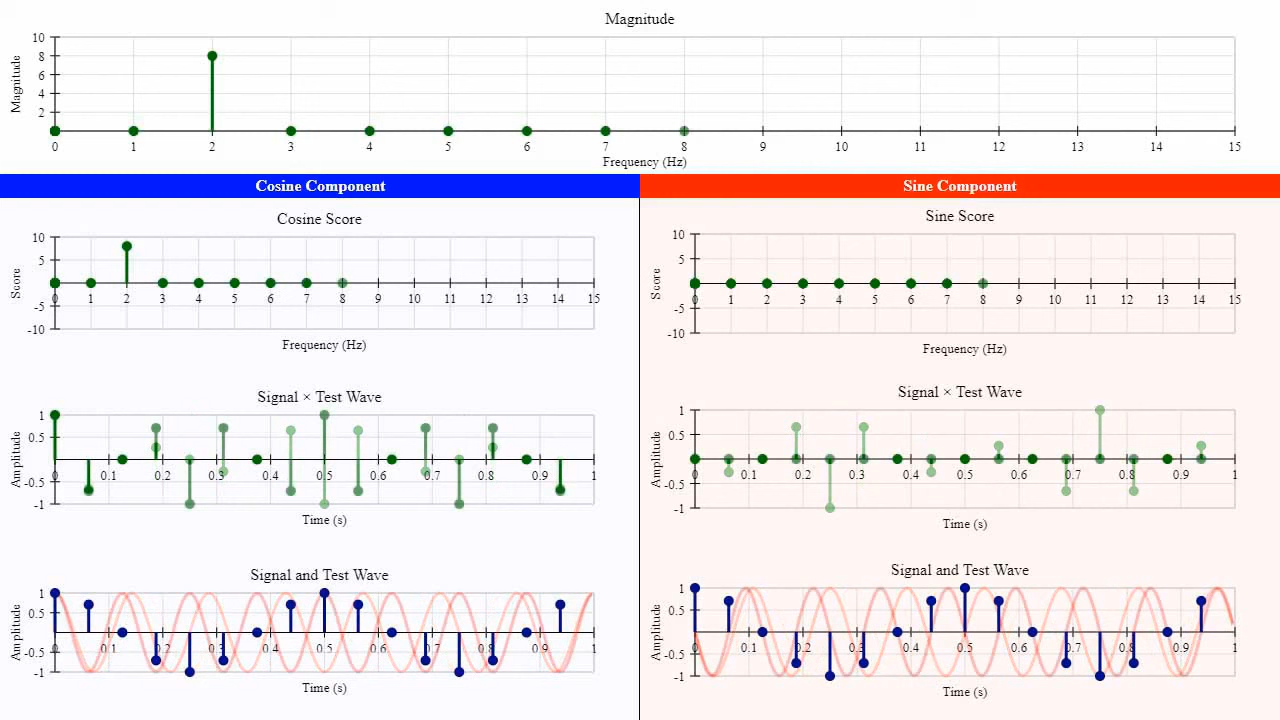 Magnitude
10
8
6
4
2
Magnitude
0 1 2 3 4 5 6 7 8 9 10 11 12 13 14 15
Frequency (Hz)
Cosine Component
Cosine Score
10
5
-5
-10
Score
0 1 2 3 4 5 6 7 8 9 10 11 12 13 14 15
Frequency (Hz)
Signal × Test Wave
1
0.5
-0.5
-1
Amplitude
0 0.1 0.2 0.3 0.4 0.5 0.6 0.7 0.8 0.9 1
Time (s)
Signal and Test Wave
1
0.5
-0.5
-1
Amplitude
0 0.1 0.2 0.3 0.4 0.5 0.6 0.7 0.8 0.9 1
Time (s)
Sine Component
Sine Score
10
5
-5
-10
Score
0 1 2 3 4 5 6 7 8 9 10 11 12 13 14 15
Frequency (Hz)
Signal × Test Wave
1
0.5
-0.5
-1
Amplitude
0 0.1 0.2 0.3 0.4 0.5 0.6 0.7 0.8 0.9 1
Time (s)
Signal and Test Wave
1
0.5
-0.5
-1
Amplitude
0 0.1 0.2 0.3 0.4 0.5 0.6 0.7 0.8 0.9 1
Time (s)